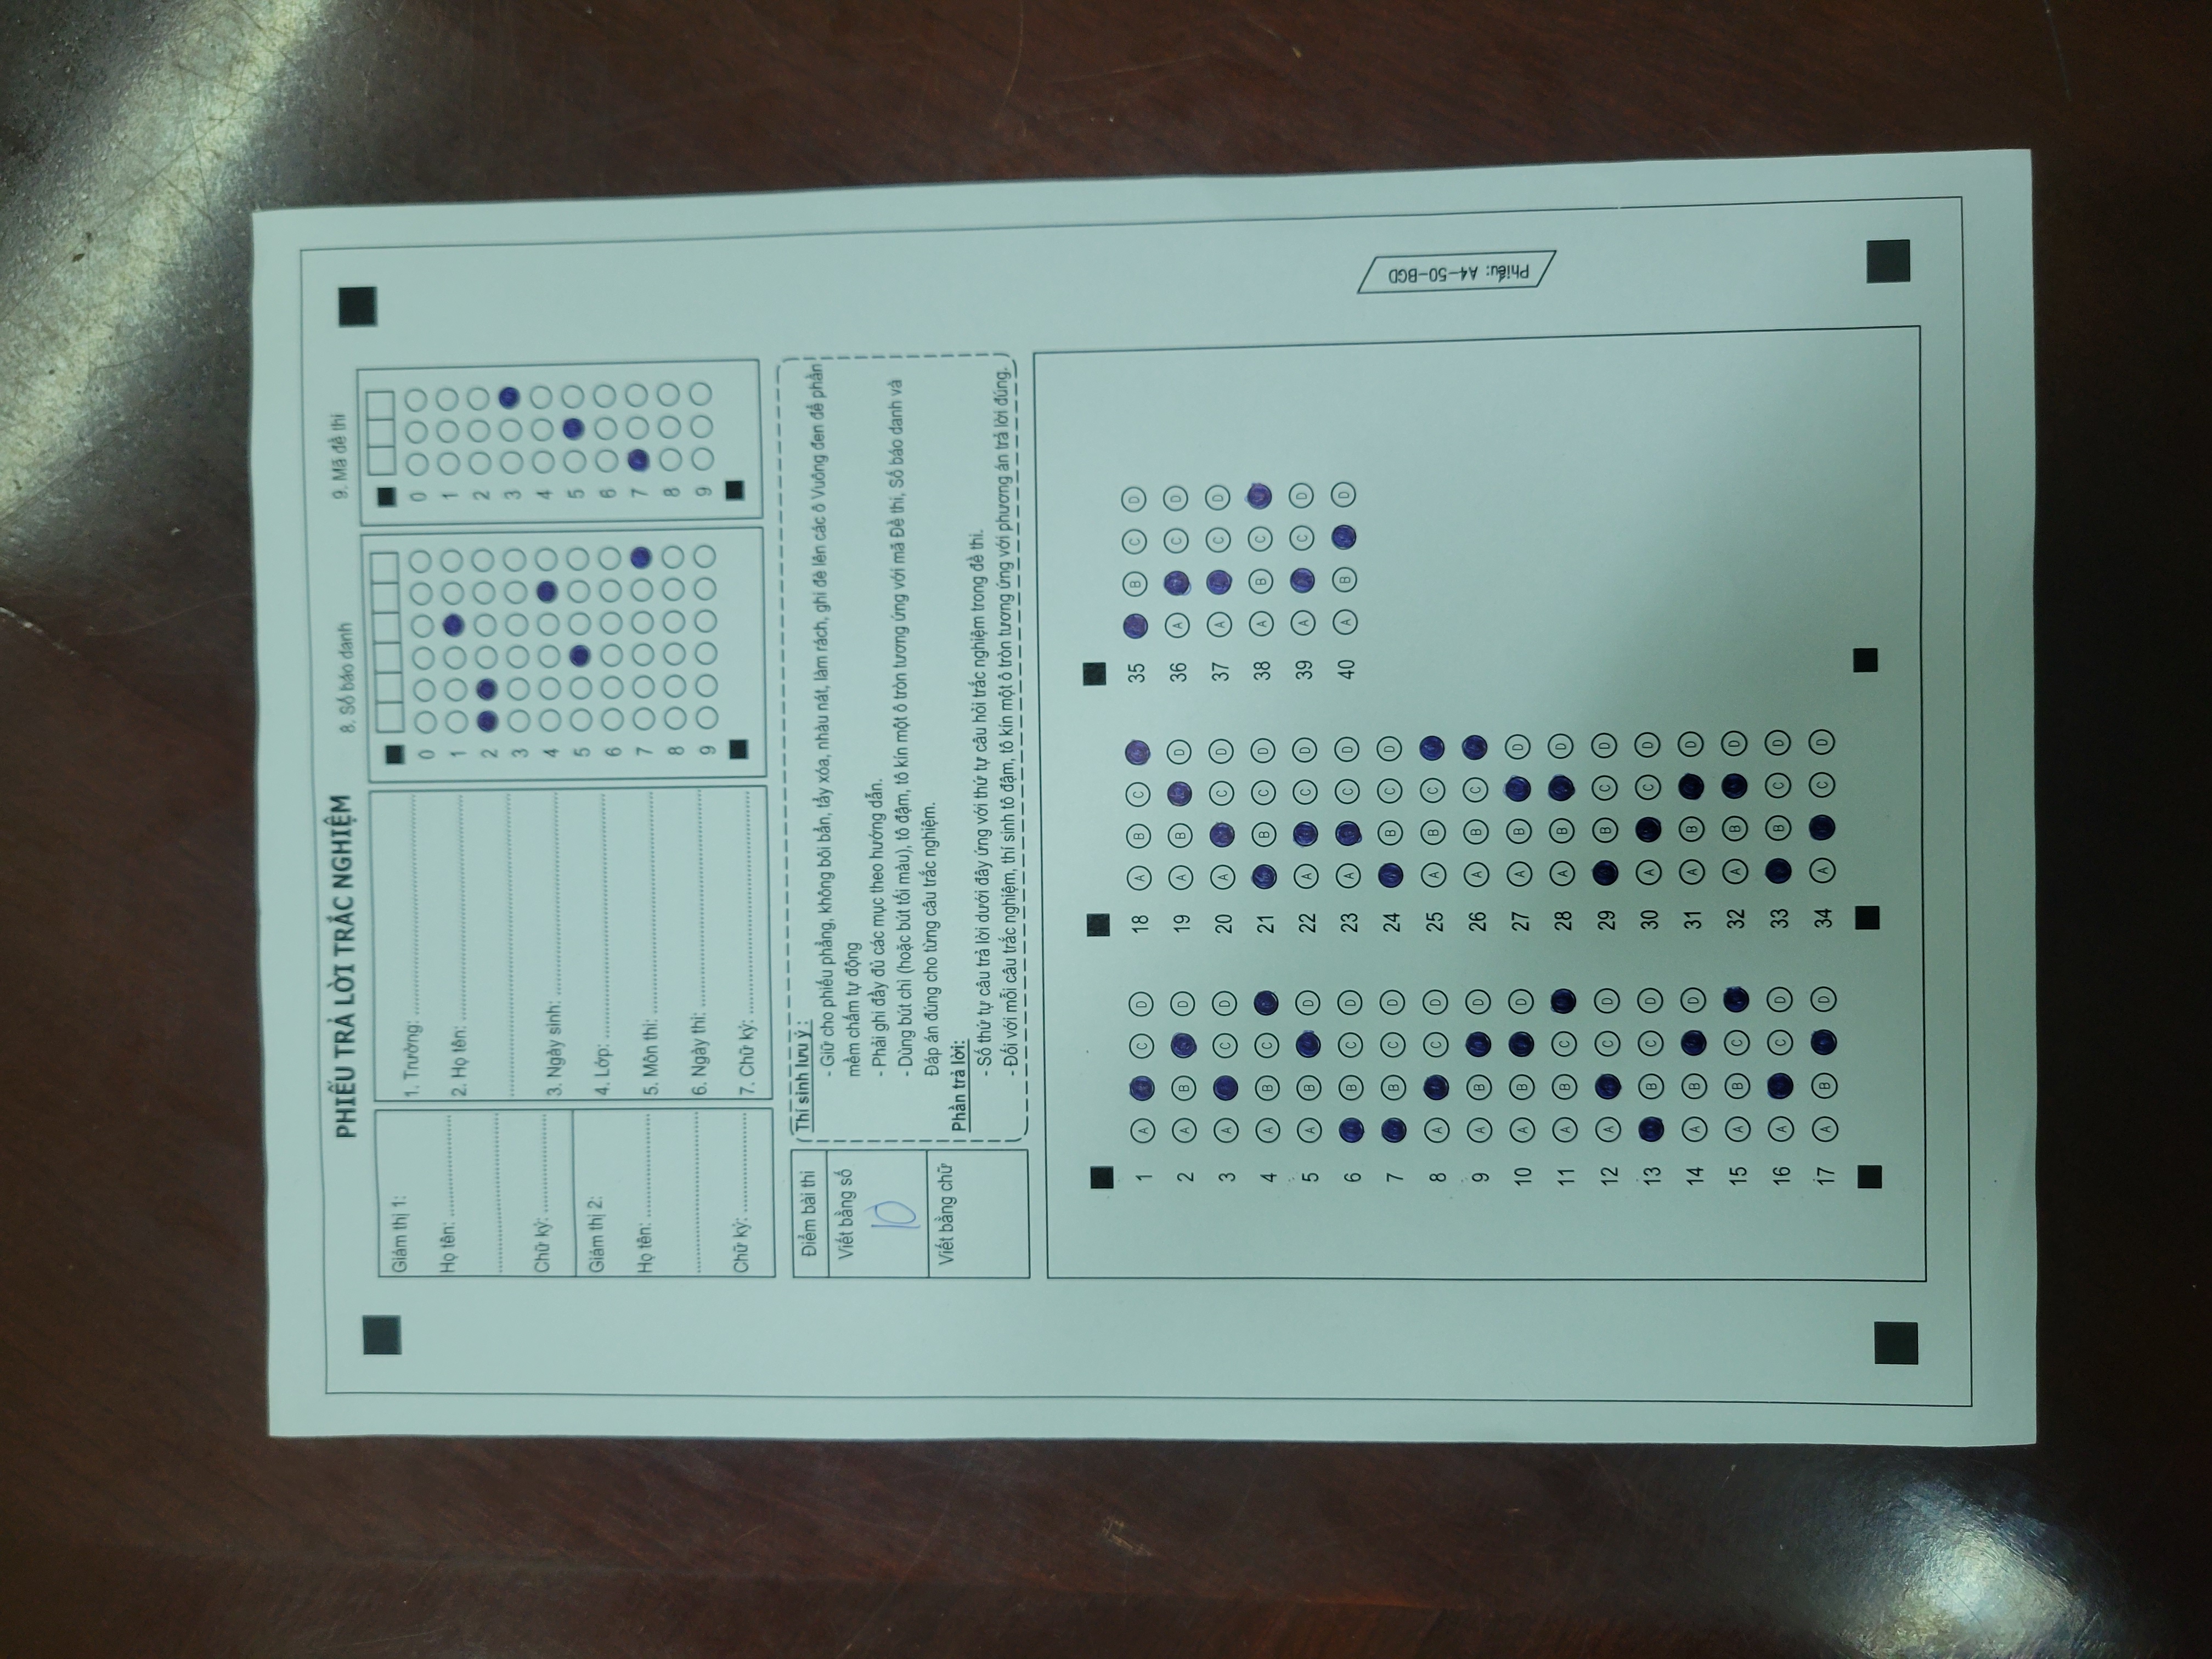 PHIẾU TRẢ LỜI TRẮC NGHIỆM
8. Số báo danh
9. Mã đề thi
Giám thị 1:
Họ tên:
Chữ ký:
Giám thị 2:
Họ tên:
Chữ ký:
1. Trường:
2. Họ tên:
3. Ngày sinh:
4. Lớp:
5. Môn thi:
6. Ngày thi:
7. Chữ ký:
0
1
2
3
4
5
6
7
8
9
0
1
2
3
4
5
6
7
8
9
Điểm bài thi
Viết bằng số
10
Viết bằng chữ
Thí sinh lưu ý :
- Giữ cho phiếu phẳng, không bôi bẩn, tẩy xóa, nhàu nát, làm rách, ghi đè lên các ô Vuông đen để phần
mềm chấm tự động
- Phải ghi đầy đủ các mục theo hướng dẫn.
- Dùng bút chì (hoặc bút tối màu), tô đậm, tô kín một ô tròn tương ứng với mã Đề thi, Số báo danh và
Đáp án đúng cho từng câu trắc nghiệm.
Phần trả lời:
- Số thứ tự câu trả lời dưới đây ứng với thứ tự câu hỏi trắc nghiệm trong đề thi.
- Đối với mỗi câu trắc nghiệm, thí sinh tô đậm, tô kín một ô tròn tương ứng với phương án trả lời đúng.
1 A C D
2 A B D
3 A C D
4 A B C
5 A B D
6 B C D
7 B C D
8 A C D
9 A B D
10 A B D
11 A B C
12 A C D
13 B C D
14 A B D
15 A B C
16 A C D
17 A B D
18 A B C
19 A B D
20 A C D
21 B C D
22 A C D
23 A C D
24 B C D
25 A B C
26 A B C
27 A B D
28 A B D
29 B C D
30 A C D
31 A B D
32 A B D
33 B C D
34 A C D
35 B C D
36 A C D
37 A C D
38 A B C
39 A C D
40 A B D
Phiếu: A4-50-BGD